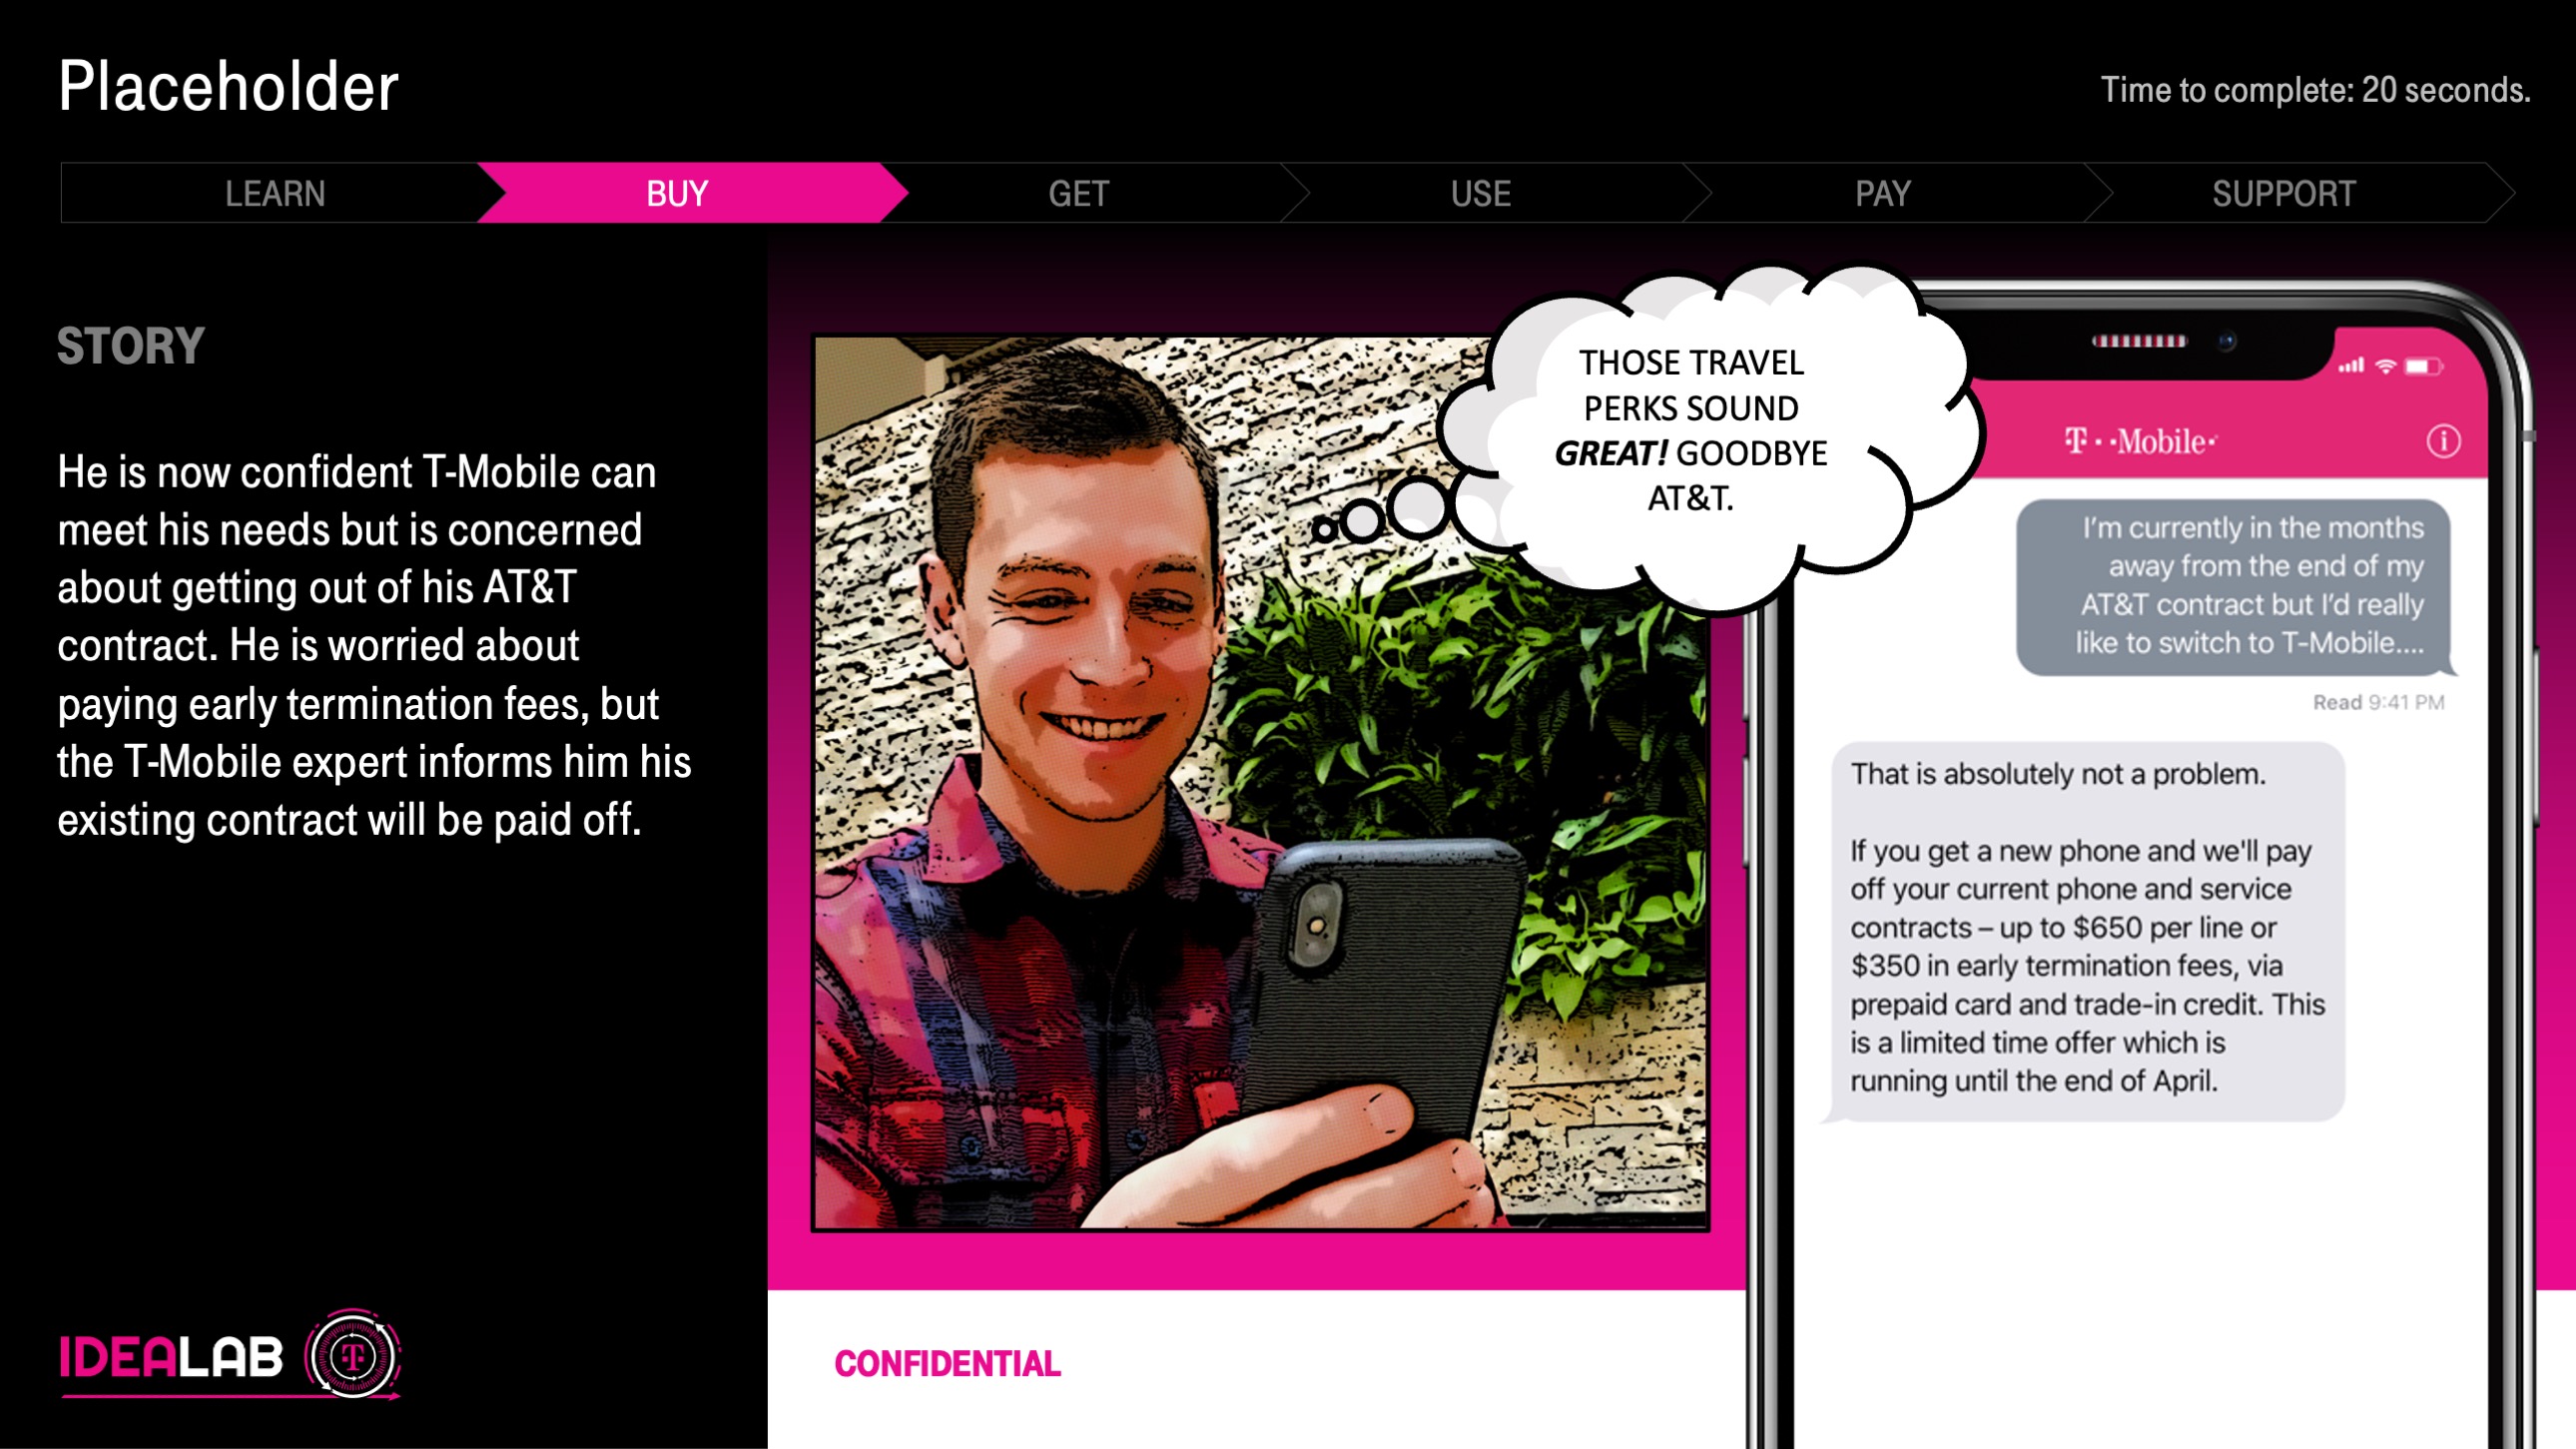 Placeholder
Time to complete: 20 seconds.
LEARN
BUY
GET
USE
PAY
SUPPORT
STORY
He is now confident T-Mobile can
meet his needs but is concerned
about getting out of his AT&T
contract. He is worried about
paying early termination fees, but
the T-Mobile expert informs him his
existing contract will be paid off.
THOSE TRAVEL
PERKS SOUND
GREAT! GOODBYE
AT&T.
T··Mobile·
I’m currently in the months
away from the end of my
AT&T contract but I’d really
like to switch to T-Mobile....
Read 9:41 PM
That is absolutely not a problem.
If you get a new phone and we'll pay
off your current phone and service
contracts – up to $650 per line or
$350 in early termination fees, via
prepaid card and trade-in credit. This
is a limited time offer which is
running until the end of April.
IDEALAB
T
CONFIDENTIAL